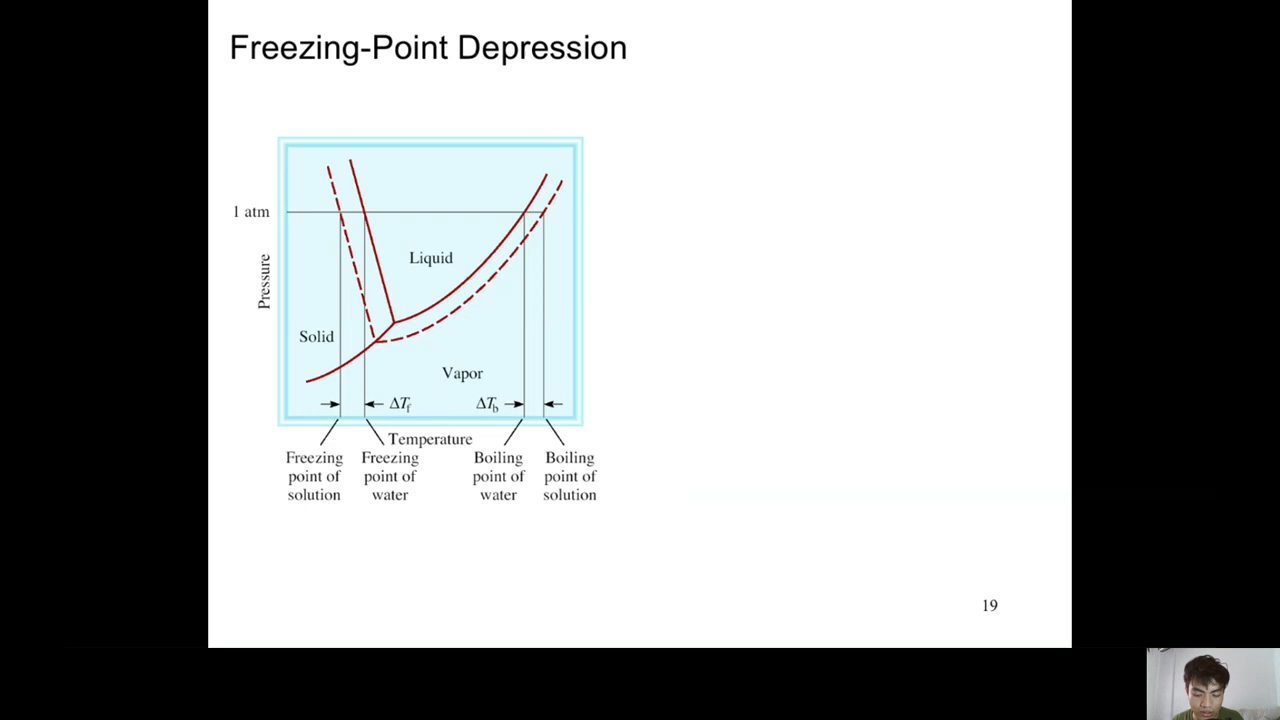 Freezing-Point Depression
1 atm
Pressure
Liquid
Solid
Vapor
ΔTf
ΔTb
Temperature
Freezing
point of
solution
Freezing
point of
water
Boiling
point of
water
Boiling
point of
solution
19